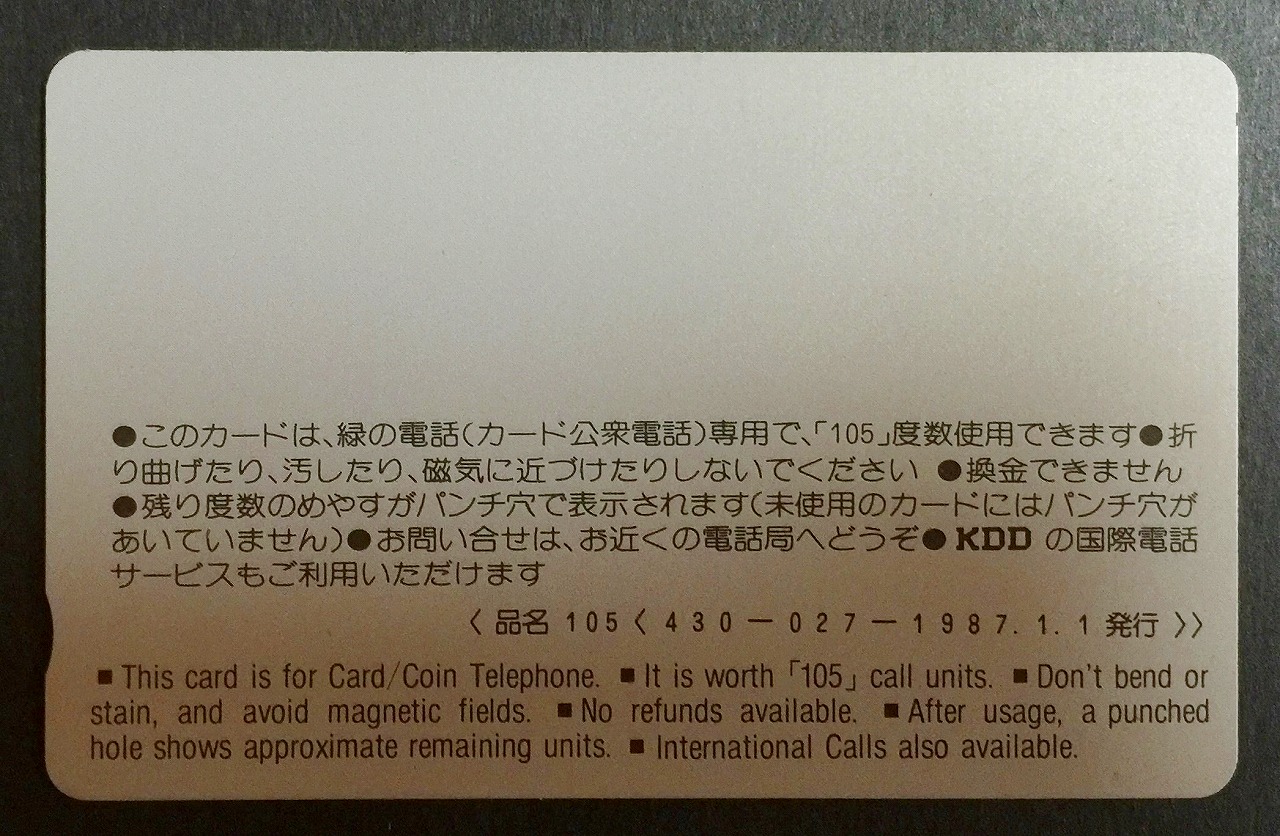 ●このカードは、緑の電話(カード公衆電話)専用で、「105」度数使用できます●折
り曲げたり、汚したり、磁気に近づけたりしないでください ●換金できません
●残り度数のめやすがパンチ穴で表示されます(未使用のカードにはパンチ穴が
あいていません)●お問い合せは、お近くの電話局へどうぞ● KDD の国際電話
サービスもご利用いただけます
〈 品名 105〈 430－027－1987.1.1 発行 〉〉
■ This card is for Card/Coin Telephone. ■ It is worth 「105」 call units. ■ Don't bend or
stain, and avoid magnetic fields. ■ No refunds available. ■ After usage, a punched
hole shows approximate remaining units. ■ International Calls also available.